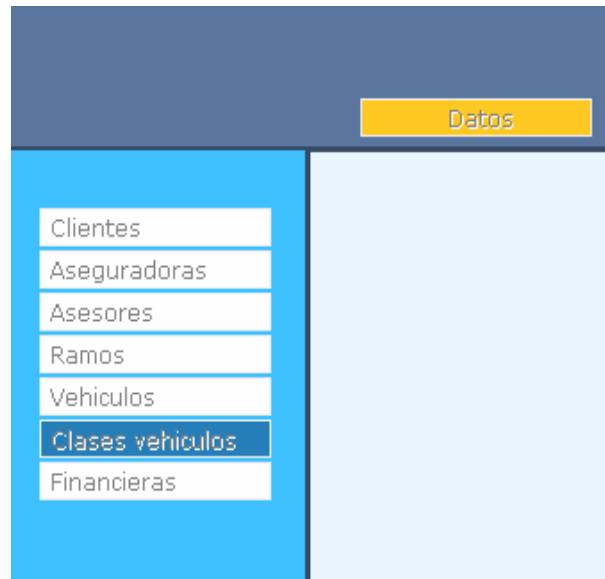 Datos
Clientes
Aseguradoras
Asesores
Ramos
Vehiculos
Clases vehiculos
Financieras